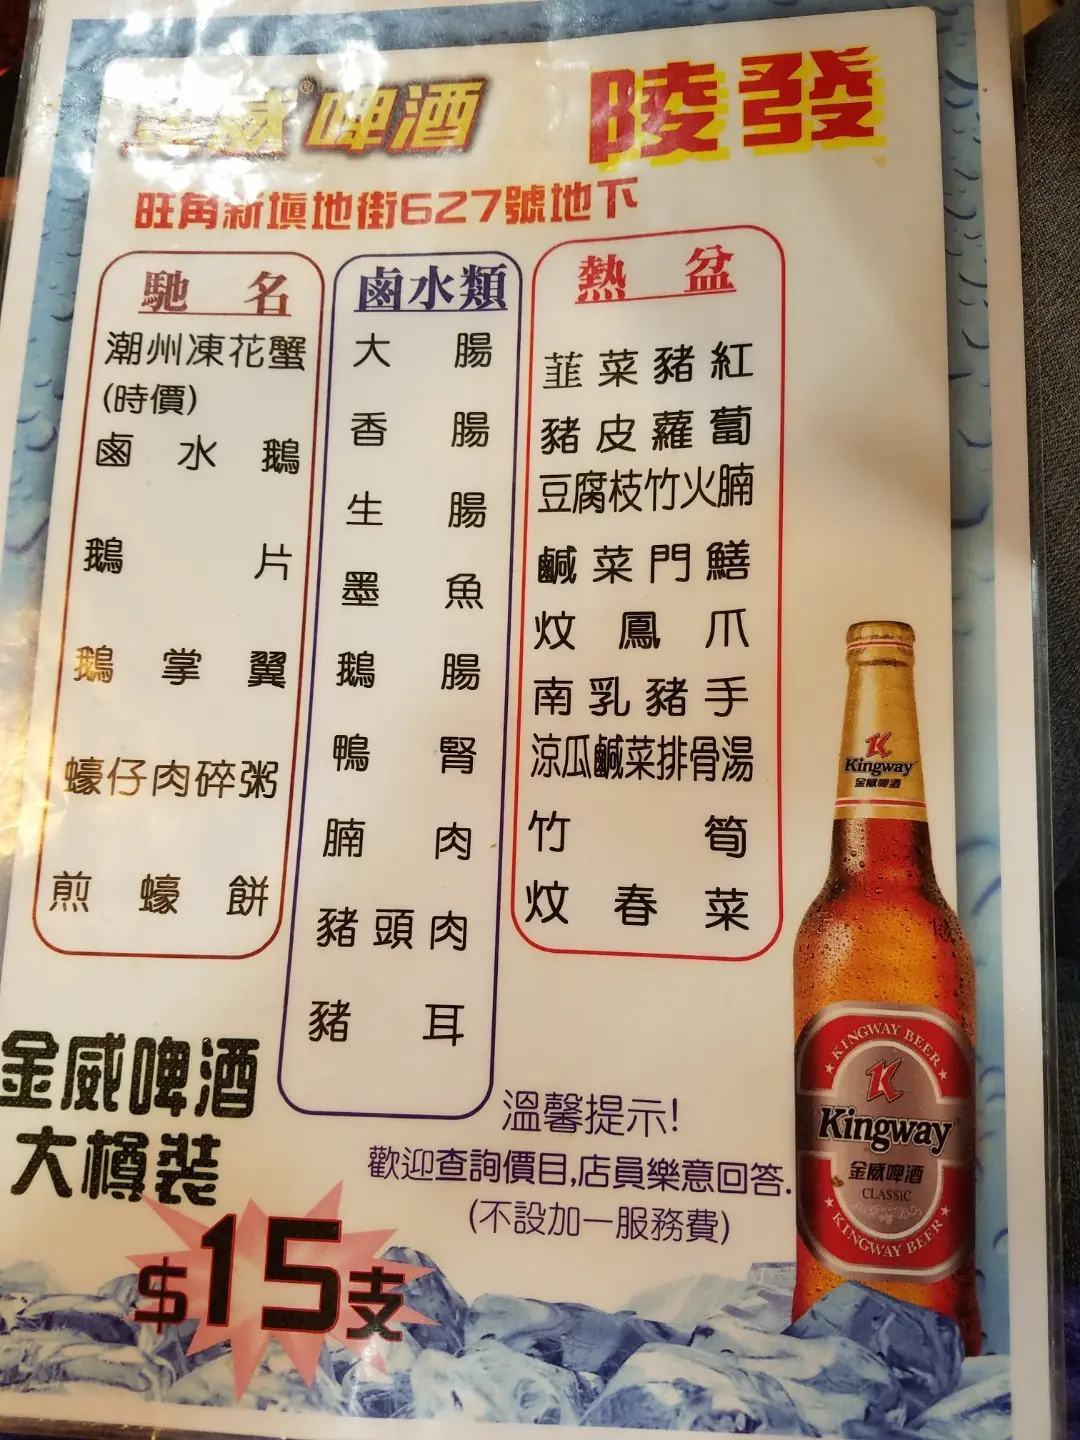 金威®啤酒
陵發
旺角新填地街627號地下
馳名
潮州凍花蟹
(時價)
鹵水鵝
鵝片
鵝掌翼
蠔仔肉碎粥
煎蠔餅
鹵水類
大腸
香腸
生腸
墨魚
鵝腸
鴨腎
腩肉
豬頭肉
豬耳
熱盆
韮菜豬紅
豬皮蘿蔔
豆腐枝竹火腩
鹹菜門鱔
炆鳳爪
南乳豬手
涼瓜鹹菜排骨湯
竹筍
炆春菜
金威啤酒
大樽裝
$15支
溫馨提示!
歡迎查詢價目,店員樂意回答.
(不設加一服務費)
K
Kingway
金威啤酒
KINGWAY BEER
K
Kingway
金威啤酒
CLASSIC
KINGWAY BEER